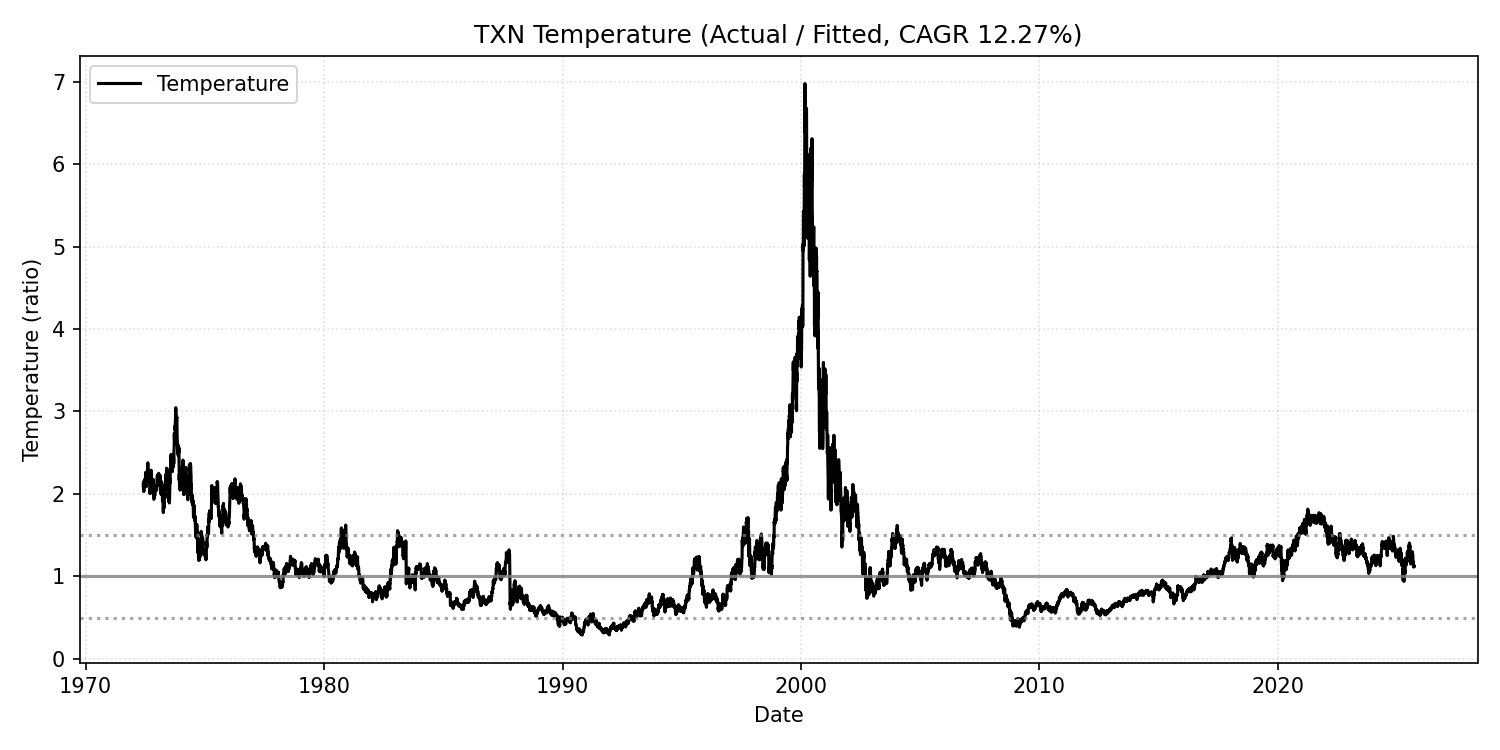 TXN Temperature (Actual / Fitted, CAGR 12.27%)
Temperature
Temperature (ratio)
7
6
5
4
3
2
1
0
1970 1980 1990 2000 2010 2020
Date